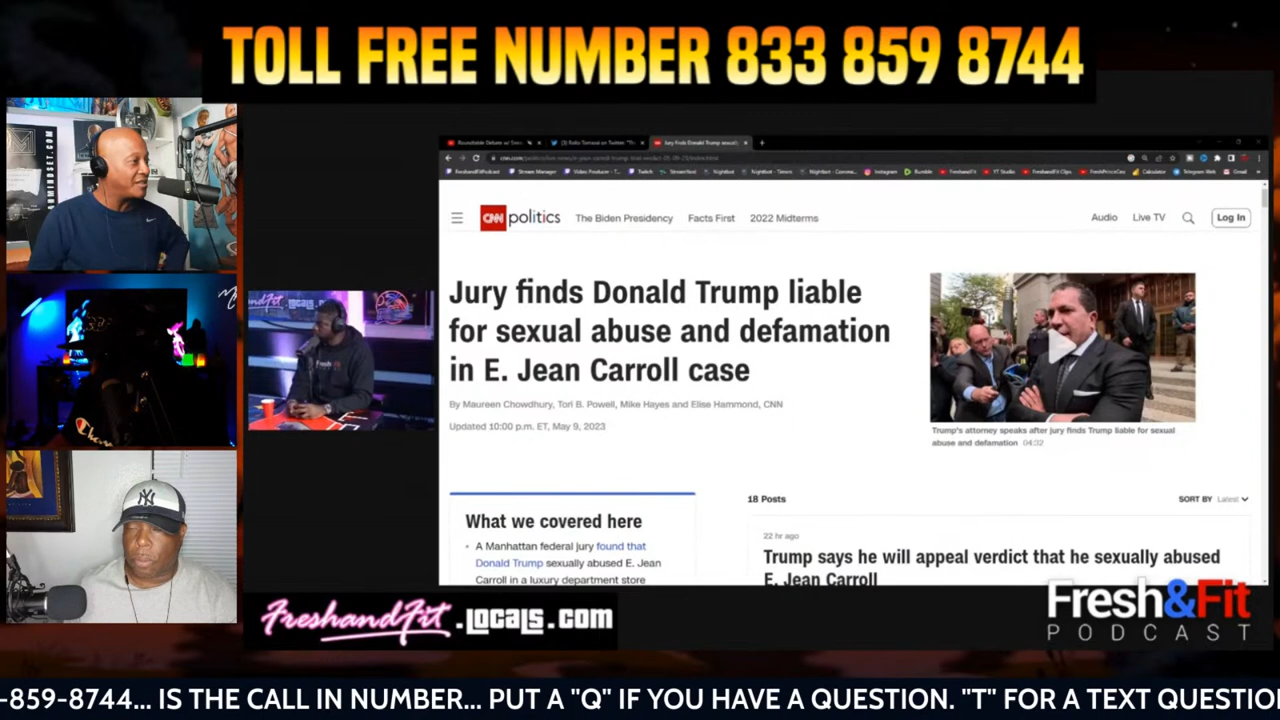 TOLL FREE NUMBER 833 859 8744
CNN politics The Biden Presidency Facts First 2022 Midterms Audio Live TV Log In
Jury finds Donald Trump liable
for sexual abuse and defamation
in E. Jean Carroll case
By Maureen Chowdhury, Tori B. Powell, Mike Hayes and Elise Hammond, CNN
Updated 10:00 p.m. ET, May 9, 2023
Trump's attorney speaks after jury finds Trump liable for sexual
abuse and defamation 04:32
What we covered here
• A Manhattan federal jury found that
Donald Trump sexually abused E. Jean
Carroll in a luxury department store
18 Posts
SORT BY Latest
22 hr ago
Trump says he will appeal verdict that he sexually abused
E. Jean Carroll
FreshandFit.Locals.com
Fresh&Fit
PODCAST
-859-8744... IS THE CALL IN NUMBER... PUT A "Q" IF YOU HAVE A QUESTION. "T" FOR A TEXT QUESTIO